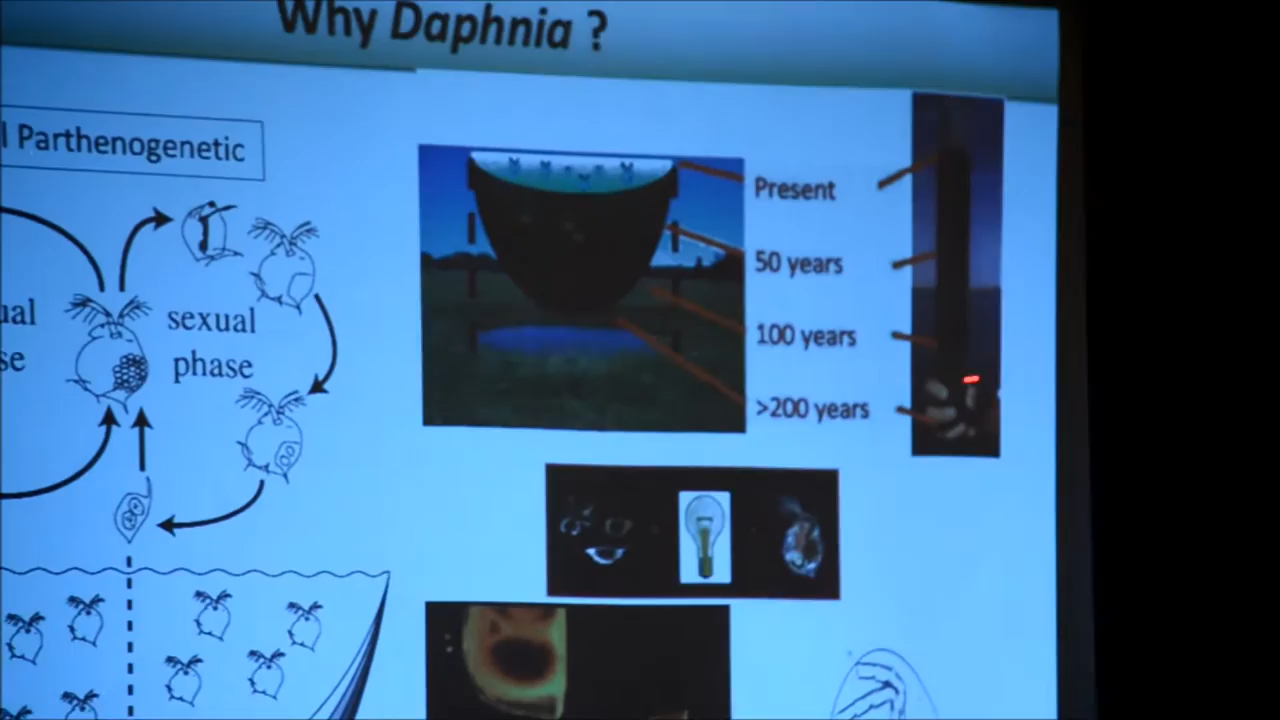 Why Daphnia ?
l Parthenogenetic
ual
se
sexual
phase
Present
50 years
100 years
>200 years